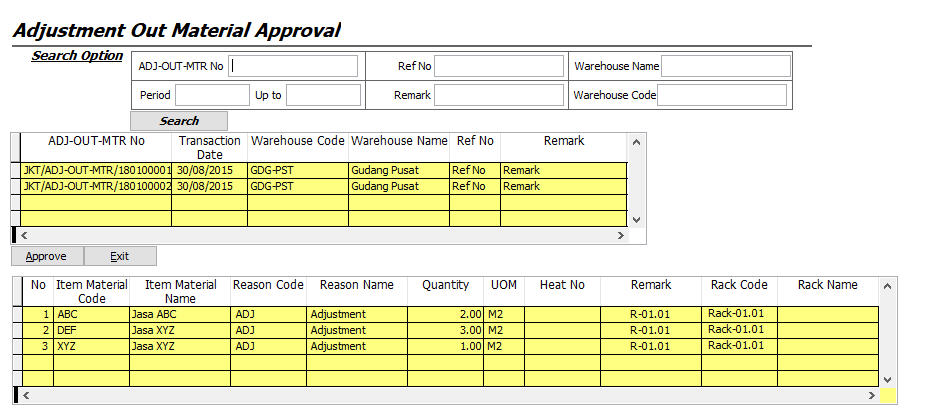 Adjustment Out Material Approval
Search Option
ADJ-OUT-MTR No Ref No Warehouse Name
Period Up to Remark Warehouse Code
Search
ADJ-OUT-MTR No Transaction Date Warehouse Code Warehouse Name Ref No Remark
JKT/ADJ-OUT-MTR/180100001 30/08/2015 GDG-PST Gudang Pusat Ref No Remark
JKT/ADJ-OUT-MTR/180100002 30/08/2015 GDG-PST Gudang Pusat Ref No Remark
Approve Exit
No Item Material Code Item Material Name Reason Code Reason Name Quantity UOM Heat No Remark Rack Code Rack Name
1 ABC Jasa ABC ADJ Adjustment 2.00 M2 R-01.01 Rack-01.01
2 DEF Jasa XYZ ADJ Adjustment 3.00 M2 R-01.01 Rack-01.01
3 XYZ Jasa XYZ ADJ Adjustment 1.00 M2 R-01.01 Rack-01.01